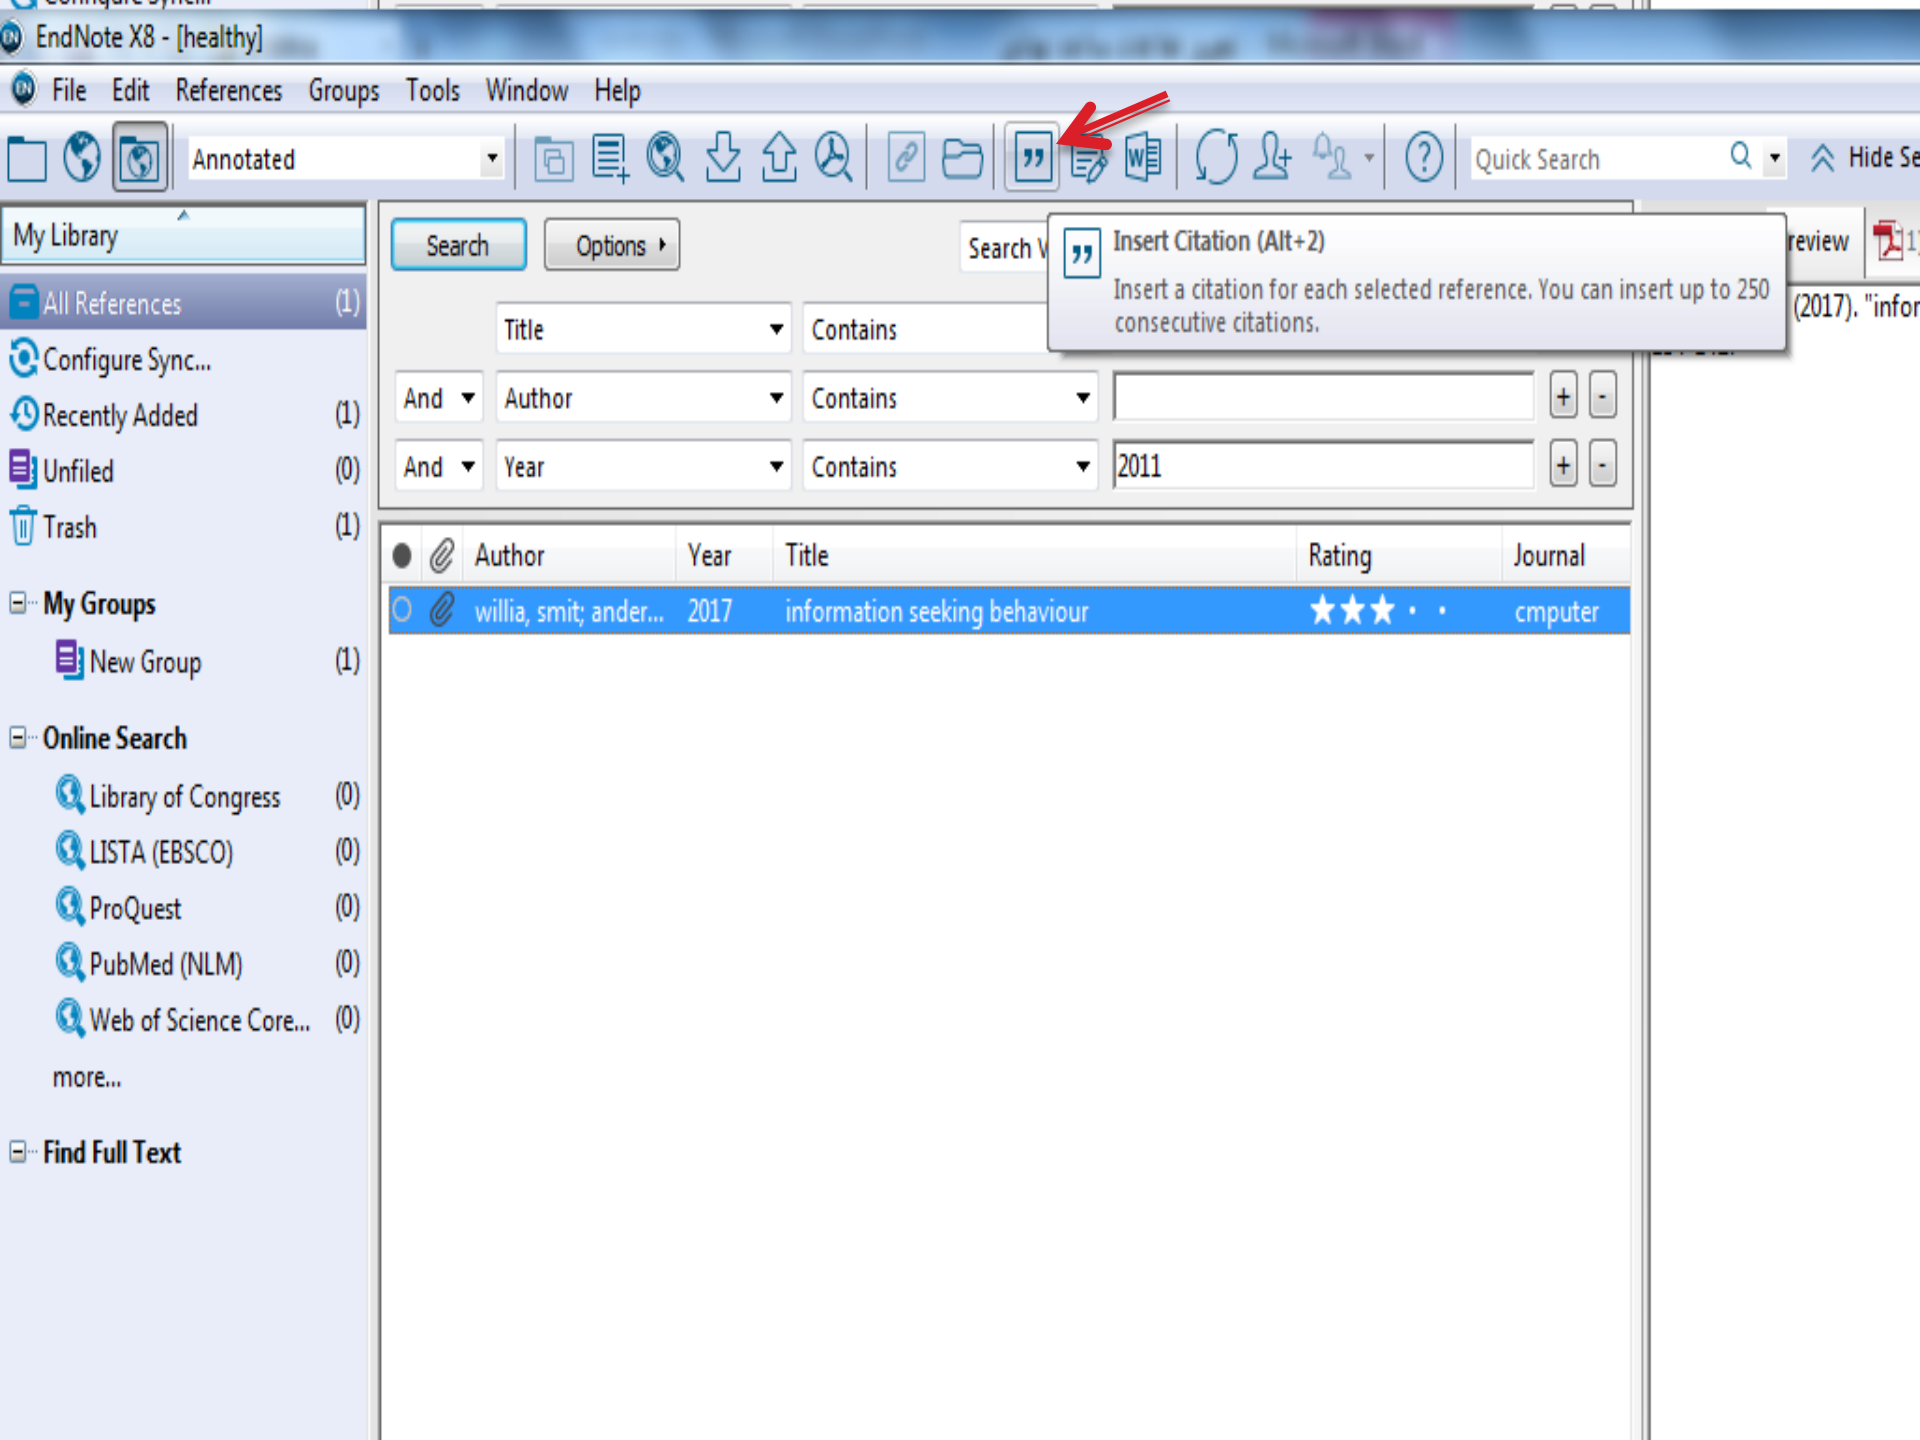 EndNote X8 - [healthy]
File Edit References Groups Tools Window Help
Annotated
Quick Search
Hide Se
My Library
Search
Options
Search
Insert Citation (Alt+2)
Insert a citation for each selected reference. You can insert up to 250
consecutive citations.
review
(2017). "infor
All References (1)
Configure Sync...
Recently Added (1)
Unfiled (0)
Trash (1)
My Groups
New Group (1)
Online Search
Library of Congress (0)
LISTA (EBSCO) (0)
ProQuest (0)
PubMed (NLM) (0)
Web of Science Core... (0)
more...
Find Full Text
Title Contains
And Author Contains + -
And Year Contains 2011 + -
Author Year Title Rating Journal
willia, smit; ander... 2017 information seeking behaviour cmputer